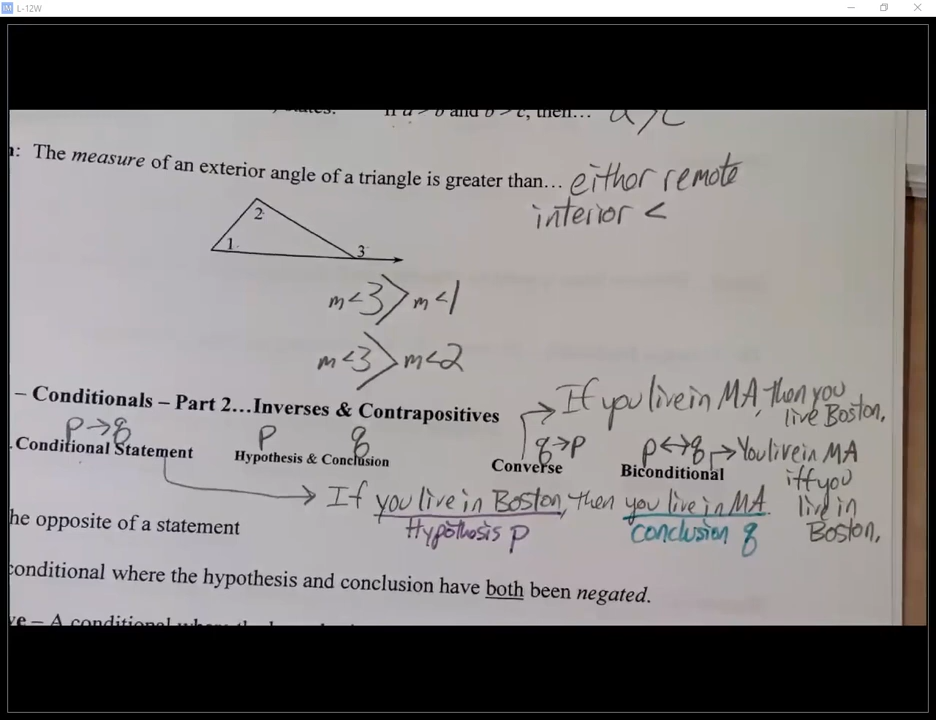 L-12W
If a > b and b > c, then... a > c
: The measure of an exterior angle of a triangle is greater than... either remote
interior <
2
1
3
m<3 > m<1
m<3 > m<2
– Conditionals – Part 2...Inverses & Contrapositives
If you live in MA, then you
live Boston.
p→q
p
q
q→p
p↔q
You live in MA
iff you
live in
Boston.
Conditional Statement
Hypothesis & Conclusion
Converse
Biconditional
If you live in Boston, then you live in MA.
Hypothesis p
conclusion q
he opposite of a statement
conditional where the hypothesis and conclusion have both been negated.
ve – A conditional where the